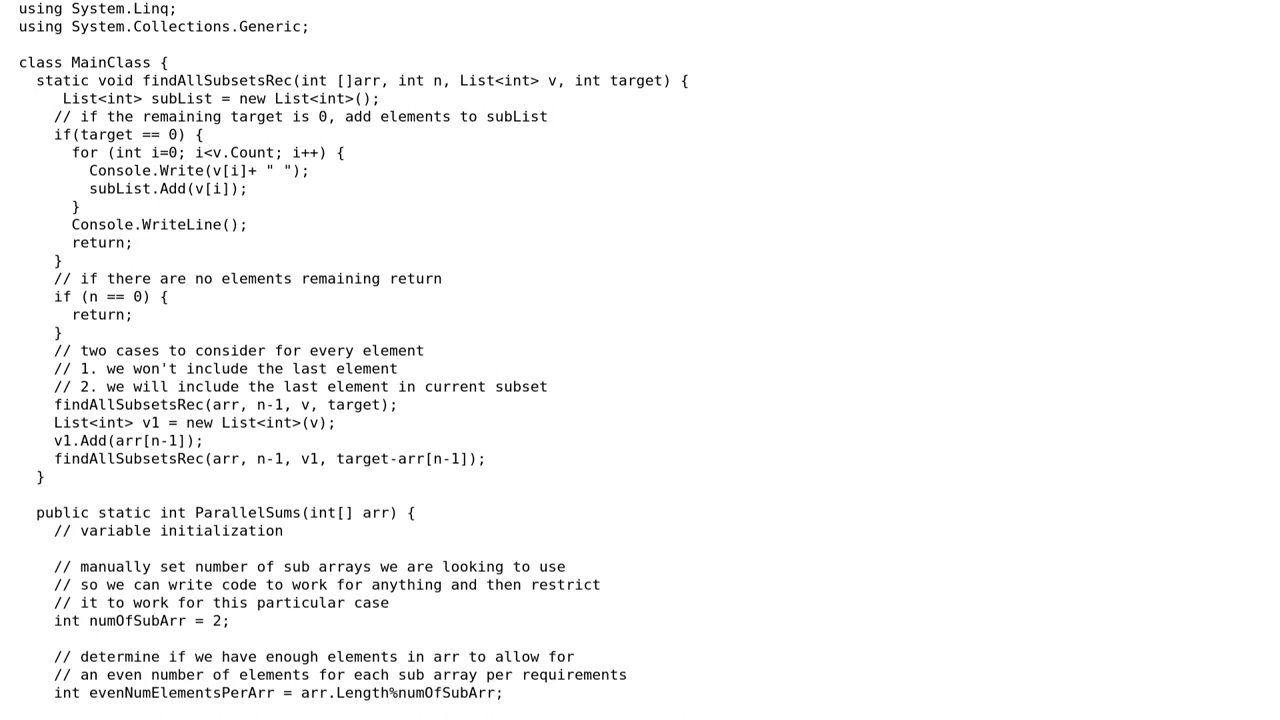 using System.Linq;
using System.Collections.Generic;

class MainClass {
  static void findAllSubsetsRec(int []arr, int n, List<int> v, int target) {
     List<int> subList = new List<int>();
    // if the remaining target is 0, add elements to subList
    if(target == 0) {
      for (int i=0; i<v.Count; i++) {
        Console.Write(v[i]+ " ");
        subList.Add(v[i]);
      }
      Console.WriteLine();
      return;
    }
    // if there are no elements remaining return
    if (n == 0) {
      return;
    }
    // two cases to consider for every element
    // 1. we won't include the last element
    // 2. we will include the last element in current subset
    findAllSubsetsRec(arr, n-1, v, target);
    List<int> v1 = new List<int>(v);
    v1.Add(arr[n-1]);
    findAllSubsetsRec(arr, n-1, v1, target-arr[n-1]);
  }

  public static int ParallelSums(int[] arr) {
    // variable initialization

    // manually set number of sub arrays we are looking to use
    // so we can write code to work for anything and then restrict
    // it to work for this particular case
    int numOfSubArr = 2;

    // determine if we have enough elements in arr to allow for
    // an even number of elements for each sub array per requirements
    int evenNumElementsPerArr = arr.Length%numOfSubArr;